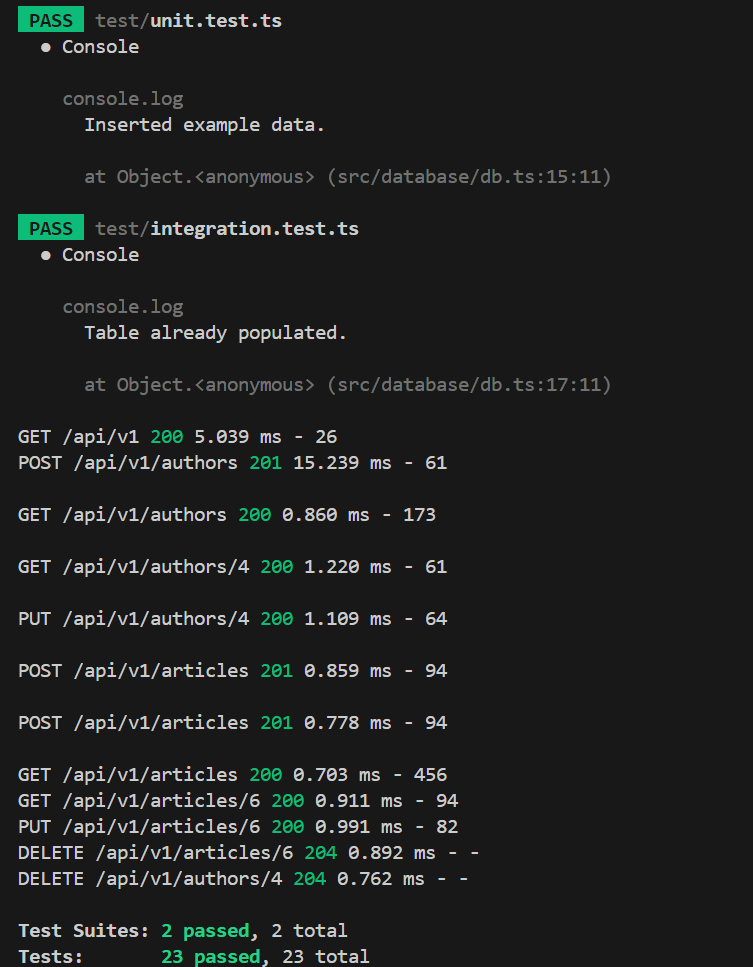 PASS test/unit.test.ts
● Console
console.log
Inserted example data.
at Object.<anonymous> (src/database/db.ts:15:11)
PASS test/integration.test.ts
● Console
console.log
Table already populated.
at Object.<anonymous> (src/database/db.ts:17:11)
GET /api/v1 200 5.039 ms - 26
POST /api/v1/authors 201 15.239 ms - 61
GET /api/v1/authors 200 0.860 ms - 173
GET /api/v1/authors/4 200 1.220 ms - 61
PUT /api/v1/authors/4 200 1.109 ms - 64
POST /api/v1/articles 201 0.859 ms - 94
POST /api/v1/articles 201 0.778 ms - 94
GET /api/v1/articles 200 0.703 ms - 456
GET /api/v1/articles/6 200 0.911 ms - 94
PUT /api/v1/articles/6 200 0.991 ms - 82
DELETE /api/v1/articles/6 204 0.892 ms - -
DELETE /api/v1/authors/4 204 0.762 ms - -
Test Suites: 2 passed, 2 total
Tests: 23 passed, 23 total